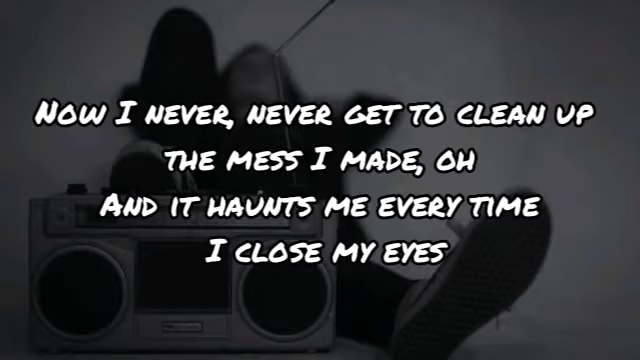 Now I never, never get to clean up
the mess I made, oh
And it haunts me every time
I close my eyes